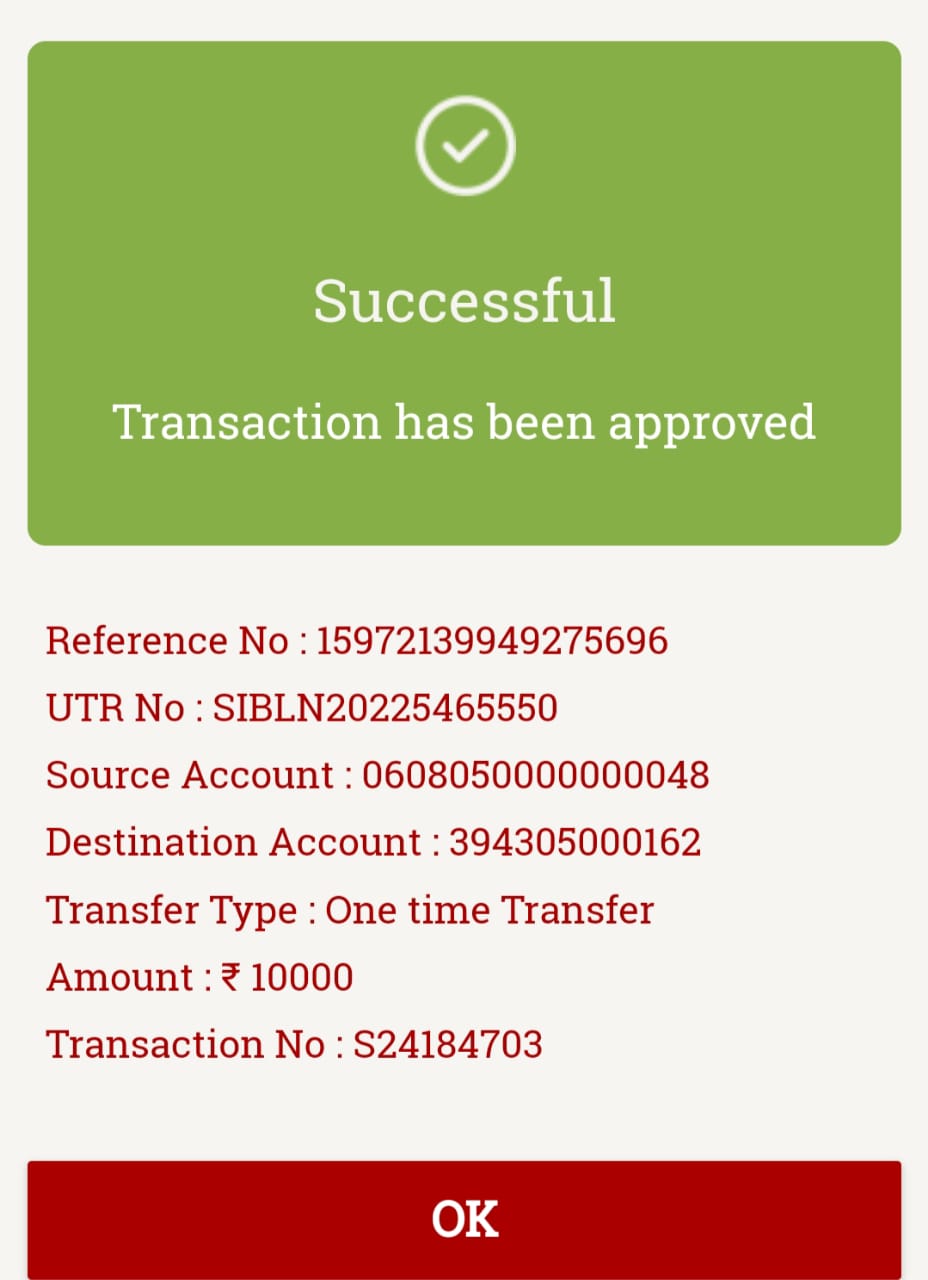 Successful
Transaction has been approved
Reference No : 15972139949275696
UTR No : SIBLN20225465550
Source Account : 0608050000000048
Destination Account : 394305000162
Transfer Type : One time Transfer
Amount : ₹ 10000
Transaction No : S24184703
OK